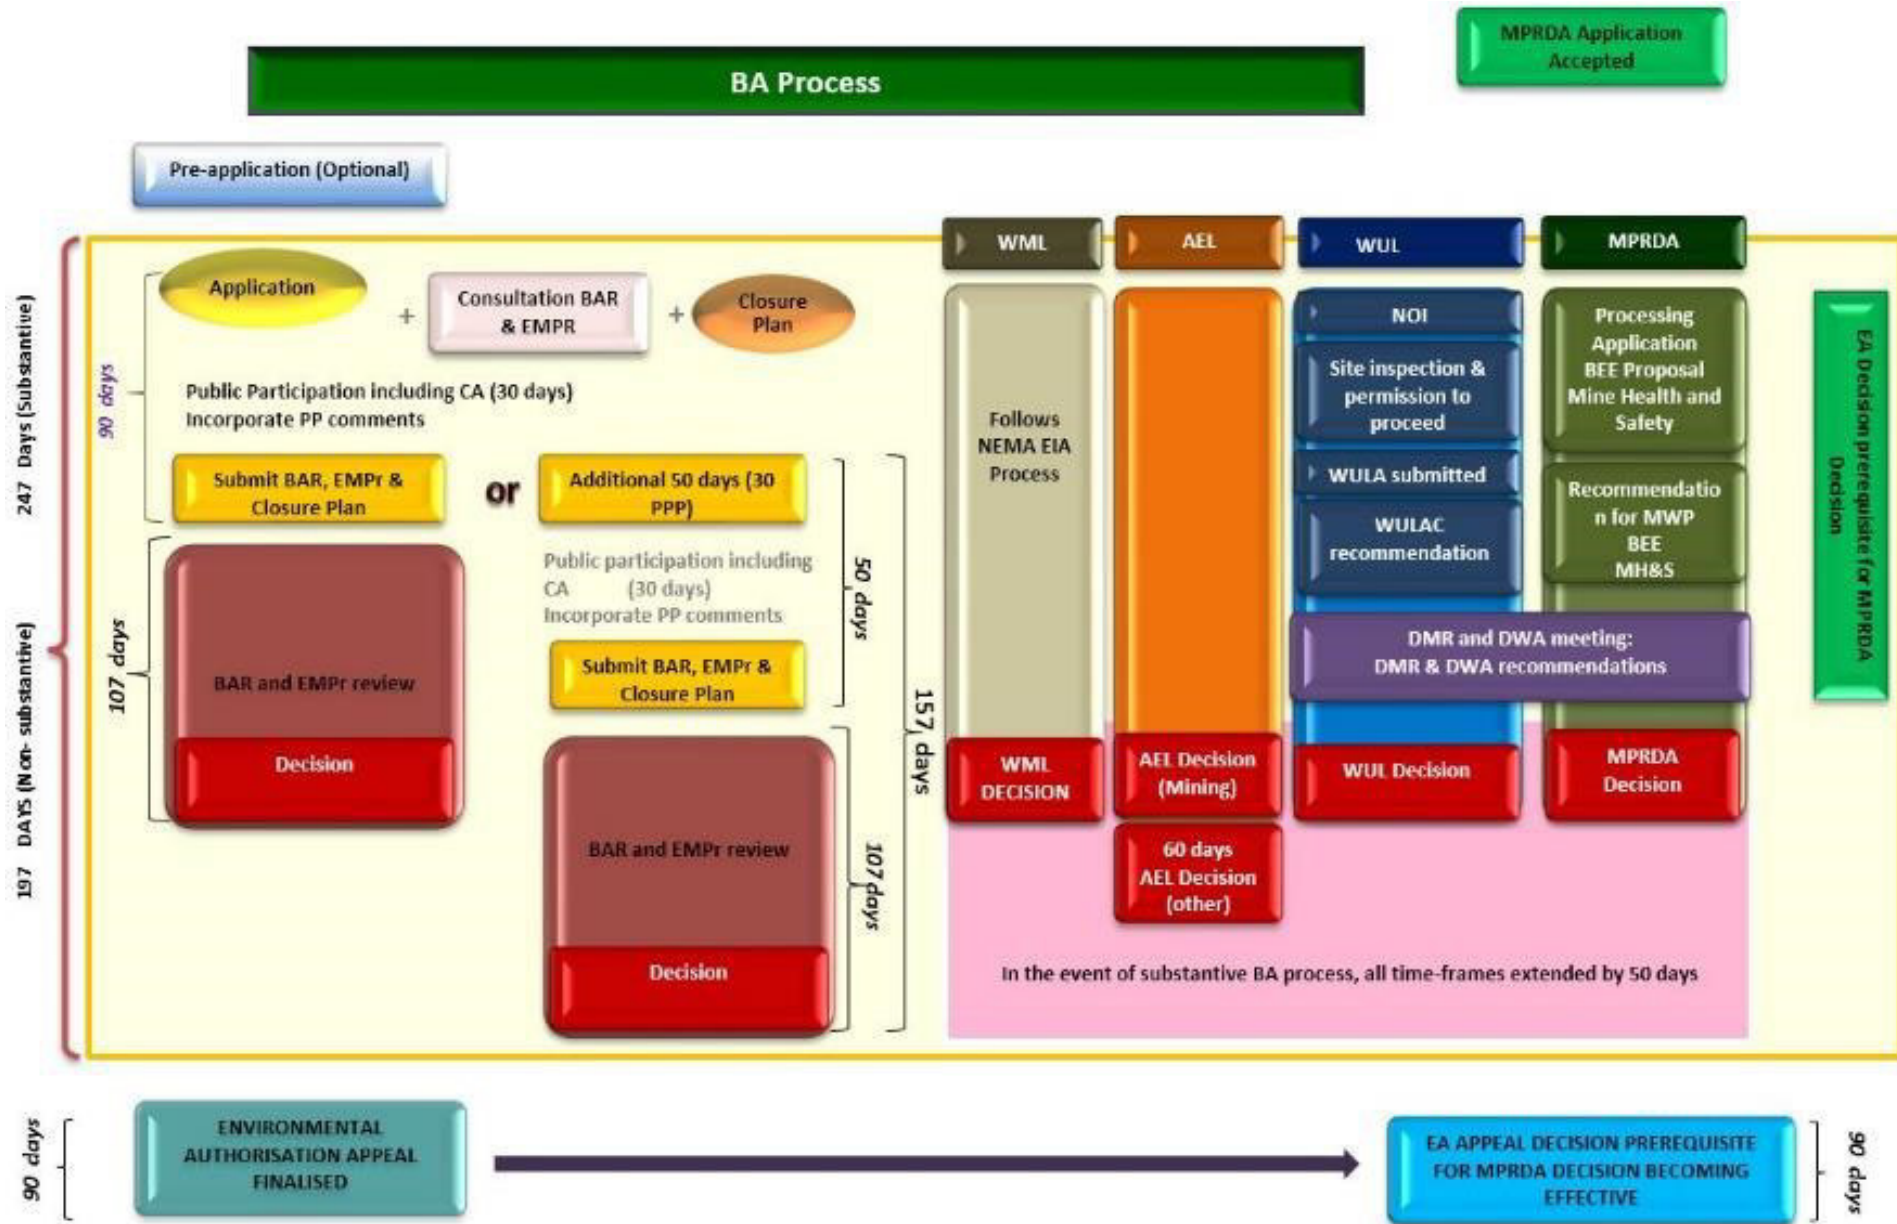 MPRDA Application
Accepted
BA Process
Pre-application (Optional)
247 Days (Substantive)
197 DAYS (Non- substantive)
90 days
Application
+
Consultation BAR
& EMPR
+
Closure
Plan
Public Participation including CA (30 days)
Incorporate PP comments
Submit BAR, EMPr &
Closure Plan
or
Additional 50 days (30
PPP)
Public participation including
CA (30 days)
Incorporate PP comments
Submit BAR, EMPr &
Closure Plan
50 days
107 days
BAR and EMPr review
Decision
BAR and EMPr review
Decision
107 days
157, days
WML
Follows
NEMA EIA
Process
WML
DECISION
AEL
AEL Decision
(Mining)
60 days
AEL Decision
(other)
WUL
NOI
Site inspection &
permission to
proceed
WULA submitted
WULAC
recommendation
WUL Decision
MPRDA
Processing
Application
BEE Proposal
Mine Health and
Safety
Recommendatio
n for MWP
BEE
MH&S
DMR and DWA meeting:
DMR & DWA recommendations
MPRDA
Decision
EA Decision prerequisite for MPRDA
Decision
In the event of substantive BA process, all time-frames extended by 50 days
90 days
ENVIRONMENTAL
AUTHORISATION APPEAL
FINALISED
EA APPEAL DECISION PREREQUISITE
FOR MPRDA DECISION BECOMING
EFFECTIVE
90 days